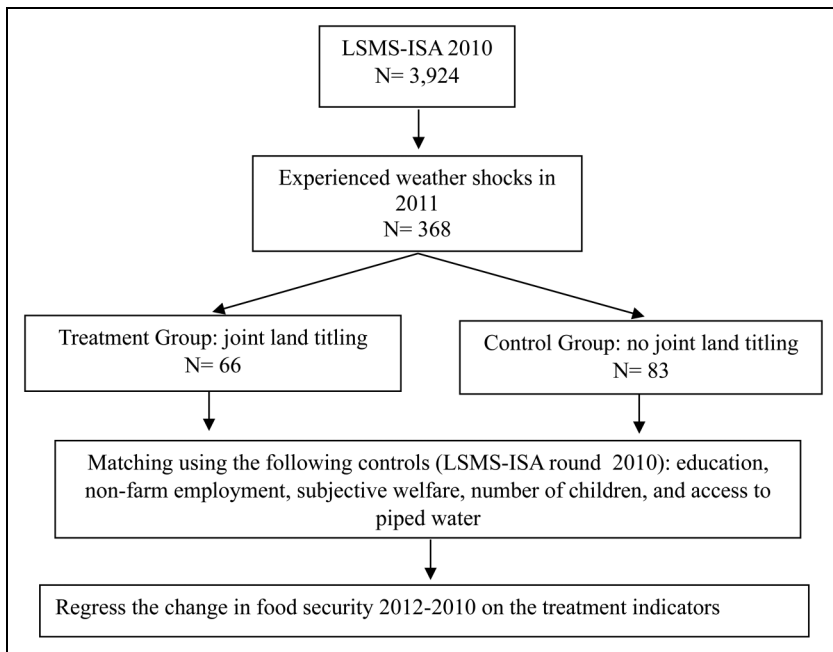 LSMS-ISA 2010
N= 3,924
Experienced weather shocks in
2011
N= 368
Treatment Group: joint land titling
N= 66
Control Group: no joint land titling
N= 83
Matching using the following controls (LSMS-ISA round 2010): education,
non-farm employment, subjective welfare, number of children, and access to
piped water
Regress the change in food security 2012-2010 on the treatment indicators